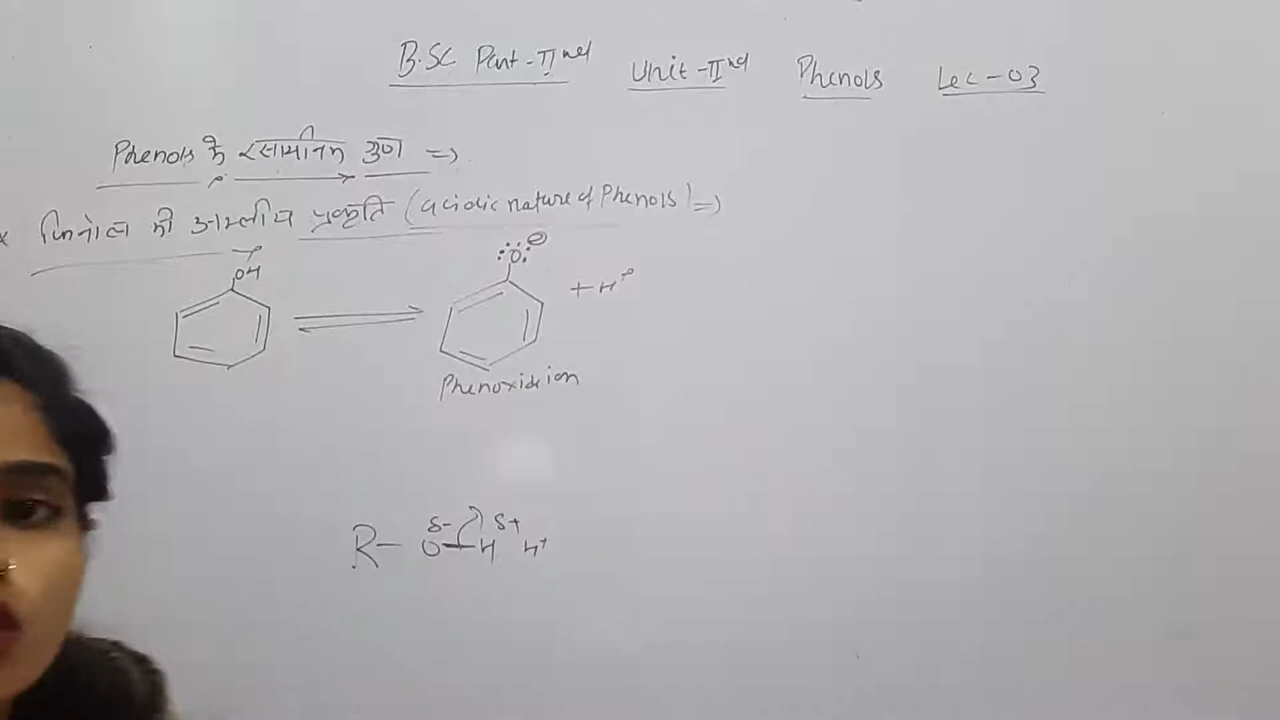 B.SC Part-IInd Unit-IInd Phenols Lec-03
Phenols के रसायनिक गुण =>
* फिनोल की अम्लीय प्रकृति (acidic nature of Phenols) =>
OH
:Ö:⊖
+ H⁺
Phenoxide ion
δ- δ+
R-O-H H⁺